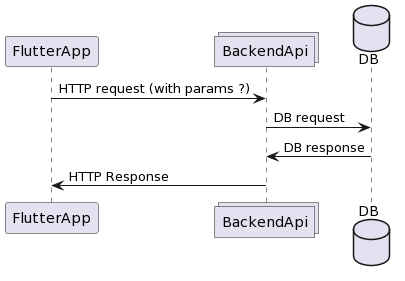 DB
FlutterApp
BackendApi
HTTP request (with params ?)
DB request
DB response
HTTP Response
FlutterApp
BackendApi
DB